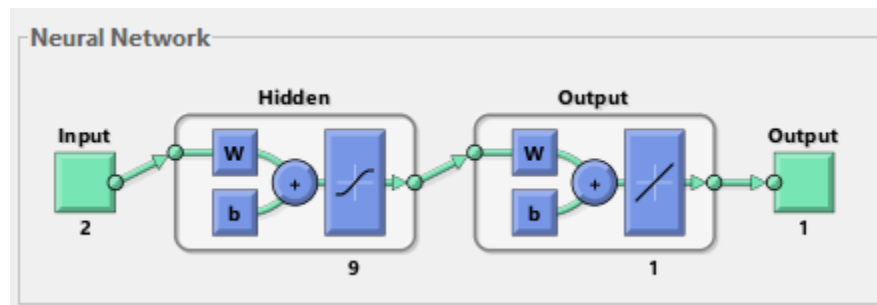 Neural Network
Hidden
Output
Input
Output
W
W
+
+
b
b
2
1
9
1